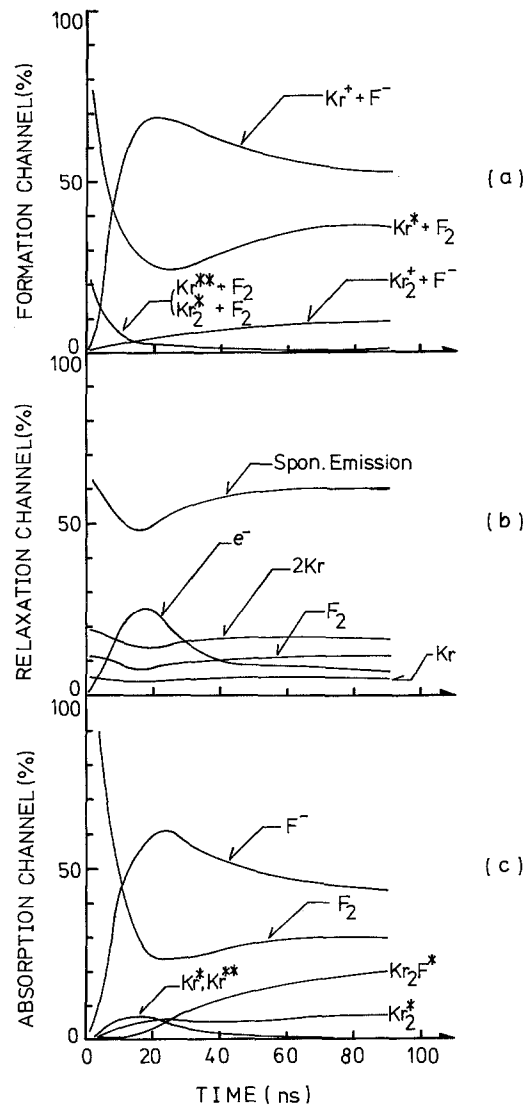 100
50
0
FORMATION CHANNEL(%)
Kr⁺ + F⁻
Kr* + F₂
Kr₂⁺ + F⁻
(Kr** + F₂
(Kr₂* + F₂
(a)
100
50
0
RELAXATION CHANNEL(%)
Spon. Emission
e⁻
2Kr
F₂
Kr
(b)
100
50
0
ABSORPTION CHANNEL(%)
F⁻
F₂
Kr*,Kr**
Kr₂F*
Kr₂*
(c)
0 20 40 60 80 100
TIME (ns)